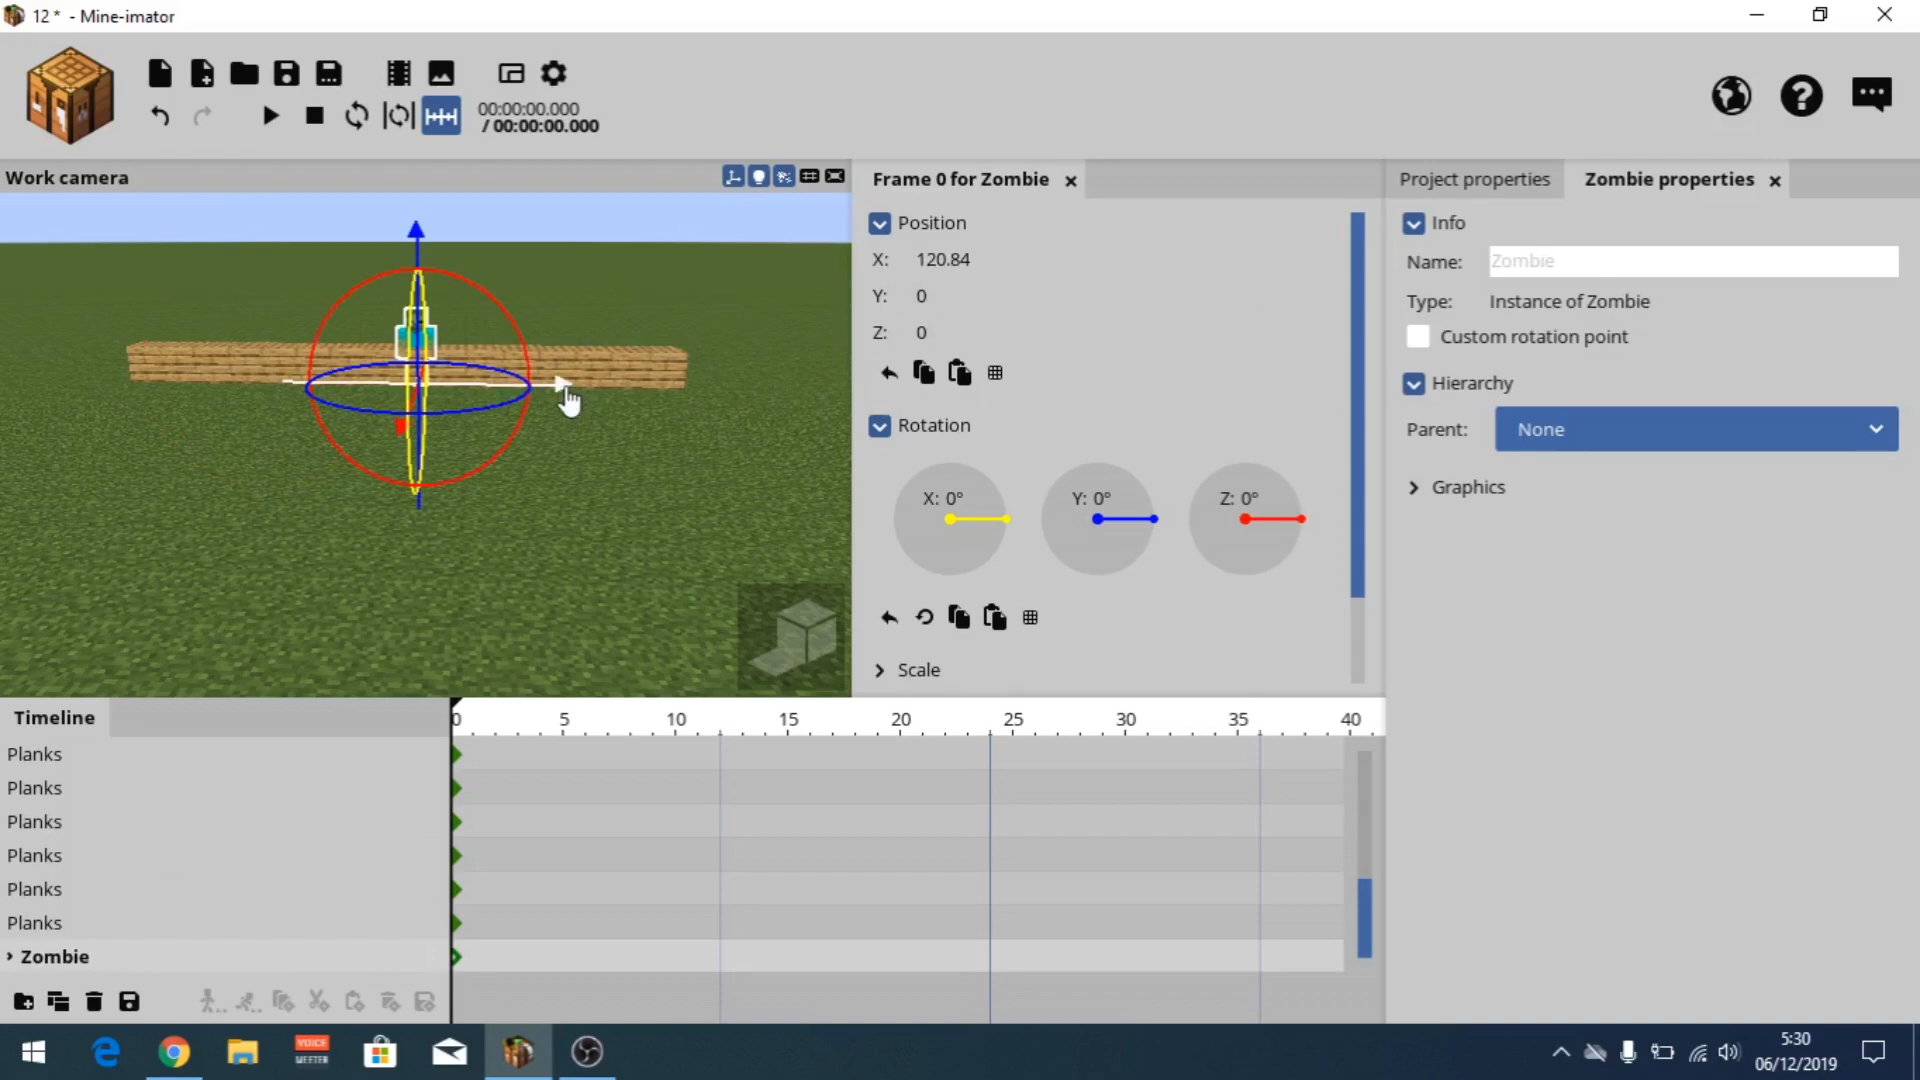 12* - Mine-imator
00:00:00.000
/ 00:00:00.000
Work camera
Frame 0 for Zombie
Position
X: 120.84
Y: 0
Z: 0
Rotation
X: 0° Y: 0° Z: 0°
Scale
Project properties Zombie properties
Info
Name: Zombie
Type: Instance of Zombie
Custom rotation point
Hierarchy
Parent: None
Graphics
Timeline
0 5 10 15 20 25 30 35 40
Planks
Planks
Planks
Planks
Planks
Planks
Zombie
VOICE
MEETER
5:30
06/12/2019